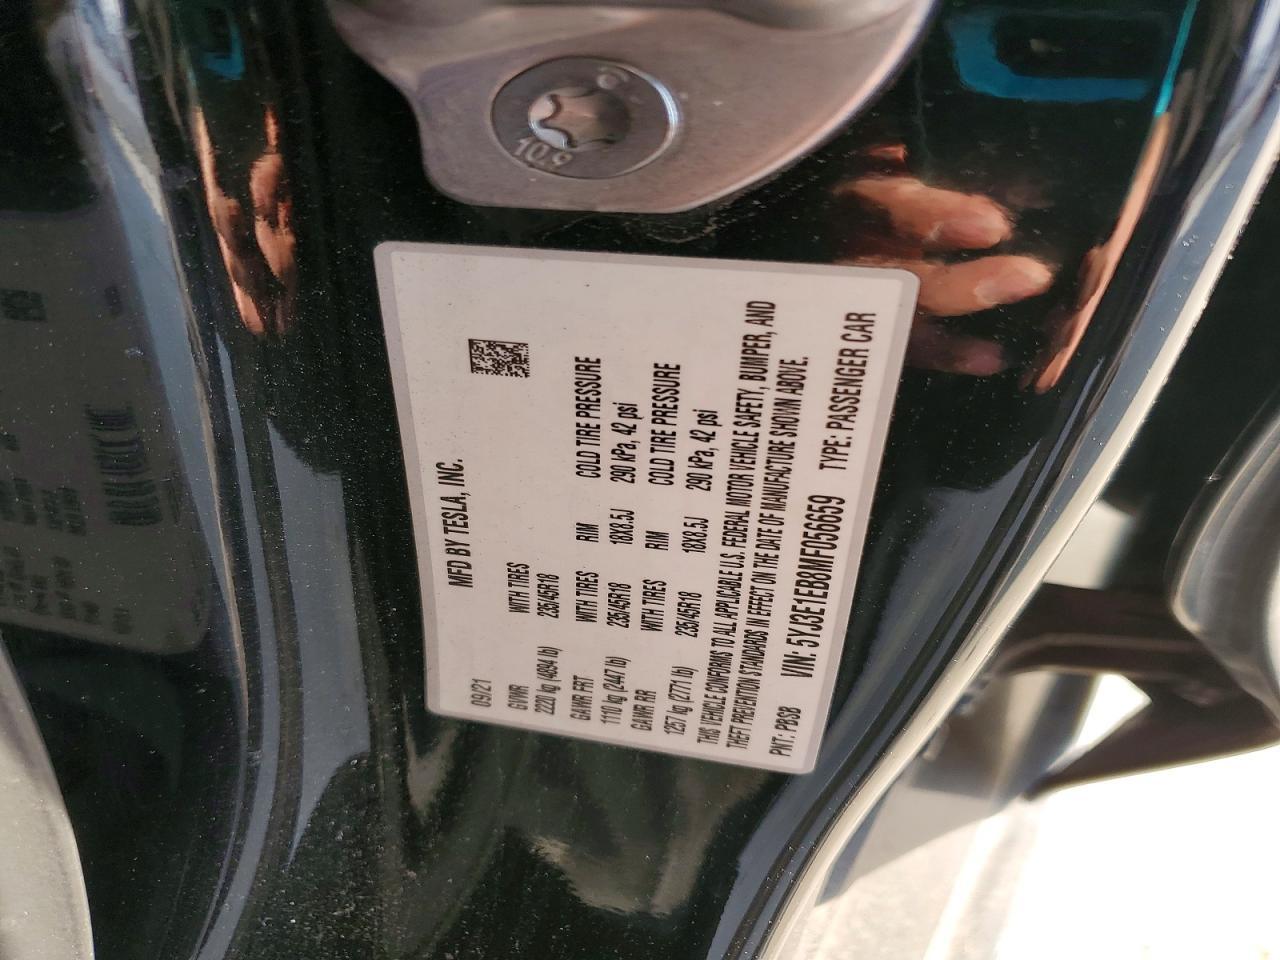 10.9
MFD BY TESLA, INC.
09/21
GVWR WITH TIRES
2220 kg (4894 lb) 235/45R18
GAWR FRT WITH TIRES RIM COLD TIRE PRESSURE
1110 kg (2447 lb) 235/45R18 18X8.5J 290 kPa, 42 psi
GAWR RR WITH TIRES RIM COLD TIRE PRESSURE
1257 kg (2771 lb) 235/45R18 18X8.5J 290 kPa, 42 psi
THIS VEHICLE CONFORMS TO ALL APPLICABLE U.S. FEDERAL MOTOR VEHICLE SAFETY, BUMPER, AND
THEFT PREVENTION STANDARDS IN EFFECT ON THE DATE OF MANUFACTURE SHOWN ABOVE.
PNT: PBSB VIN: 5YJ3E1EB8MF056659 TYPE: PASSENGER CAR